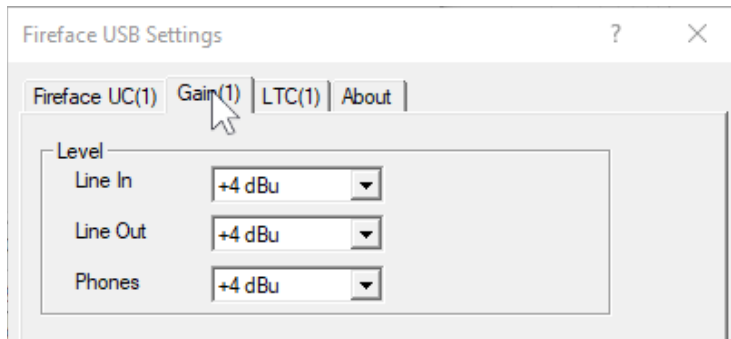 Fireface USB Settings ? ×
Fireface UC(1) Gain(1) LTC(1) About
Level
Line In +4 dBu
Line Out +4 dBu
Phones +4 dBu